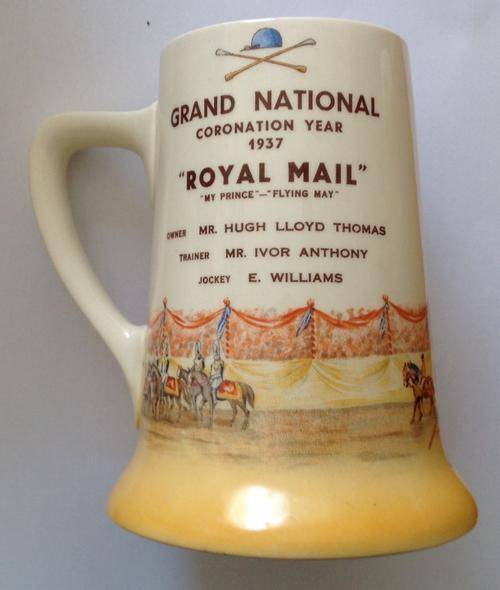 GRAND NATIONAL
CORONATION YEAR
1937
"ROYAL MAIL"
"MY PRINCE"—"FLYING MAY"
OWNER MR. HUGH LLOYD THOMAS
TRAINER MR. IVOR ANTHONY
JOCKEY E. WILLIAMS